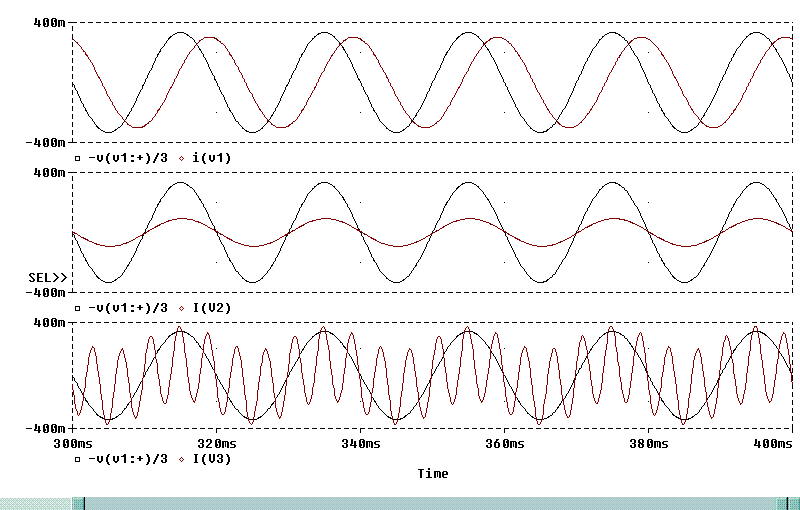 400m
-400m
-v(v1:+)/3 i(v1)
400m
SEL>>
-400m
-v(v1:+)/3 I(V2)
400m
-400m
300ms 320ms 340ms 360ms 380ms 400ms
-v(v1:+)/3 I(V3)
Time